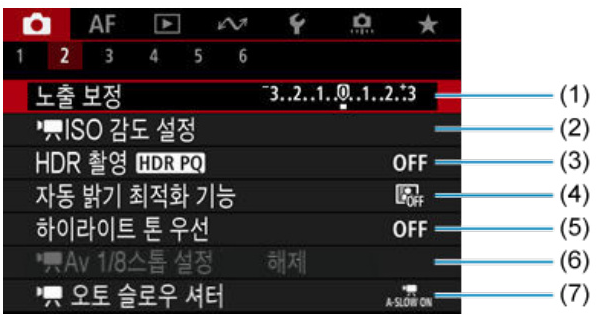 AF
1 2 3 4 5 6
노출 보정 -3..2..1..0..1..2..+3 (1)
ISO 감도 설정 (2)
HDR 촬영 HDR PQ OFF (3)
자동 밝기 최적화 기능 OFF (4)
하이라이트 톤 우선 OFF (5)
Av 1/8스톱 설정 해제 (6)
오토 슬로우 셔터 A-SLOW ON (7)